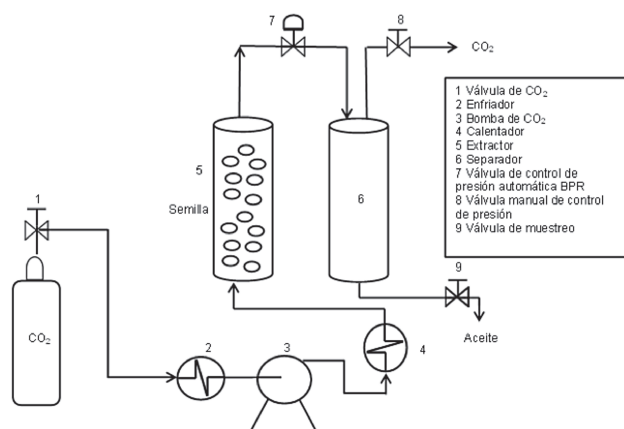 7
8
CO₂
1 Válvula de CO₂
2 Enfriador
3 Bomba de CO₂
4 Calentador
5 Extractor
6 Separador
7 Válvula de control de
presión automática BPR
8 Válvula manual de control
de presión
9 Válvula de muestreo
5
6
Semilla
1
9
CO₂
Aceite
2
3
4